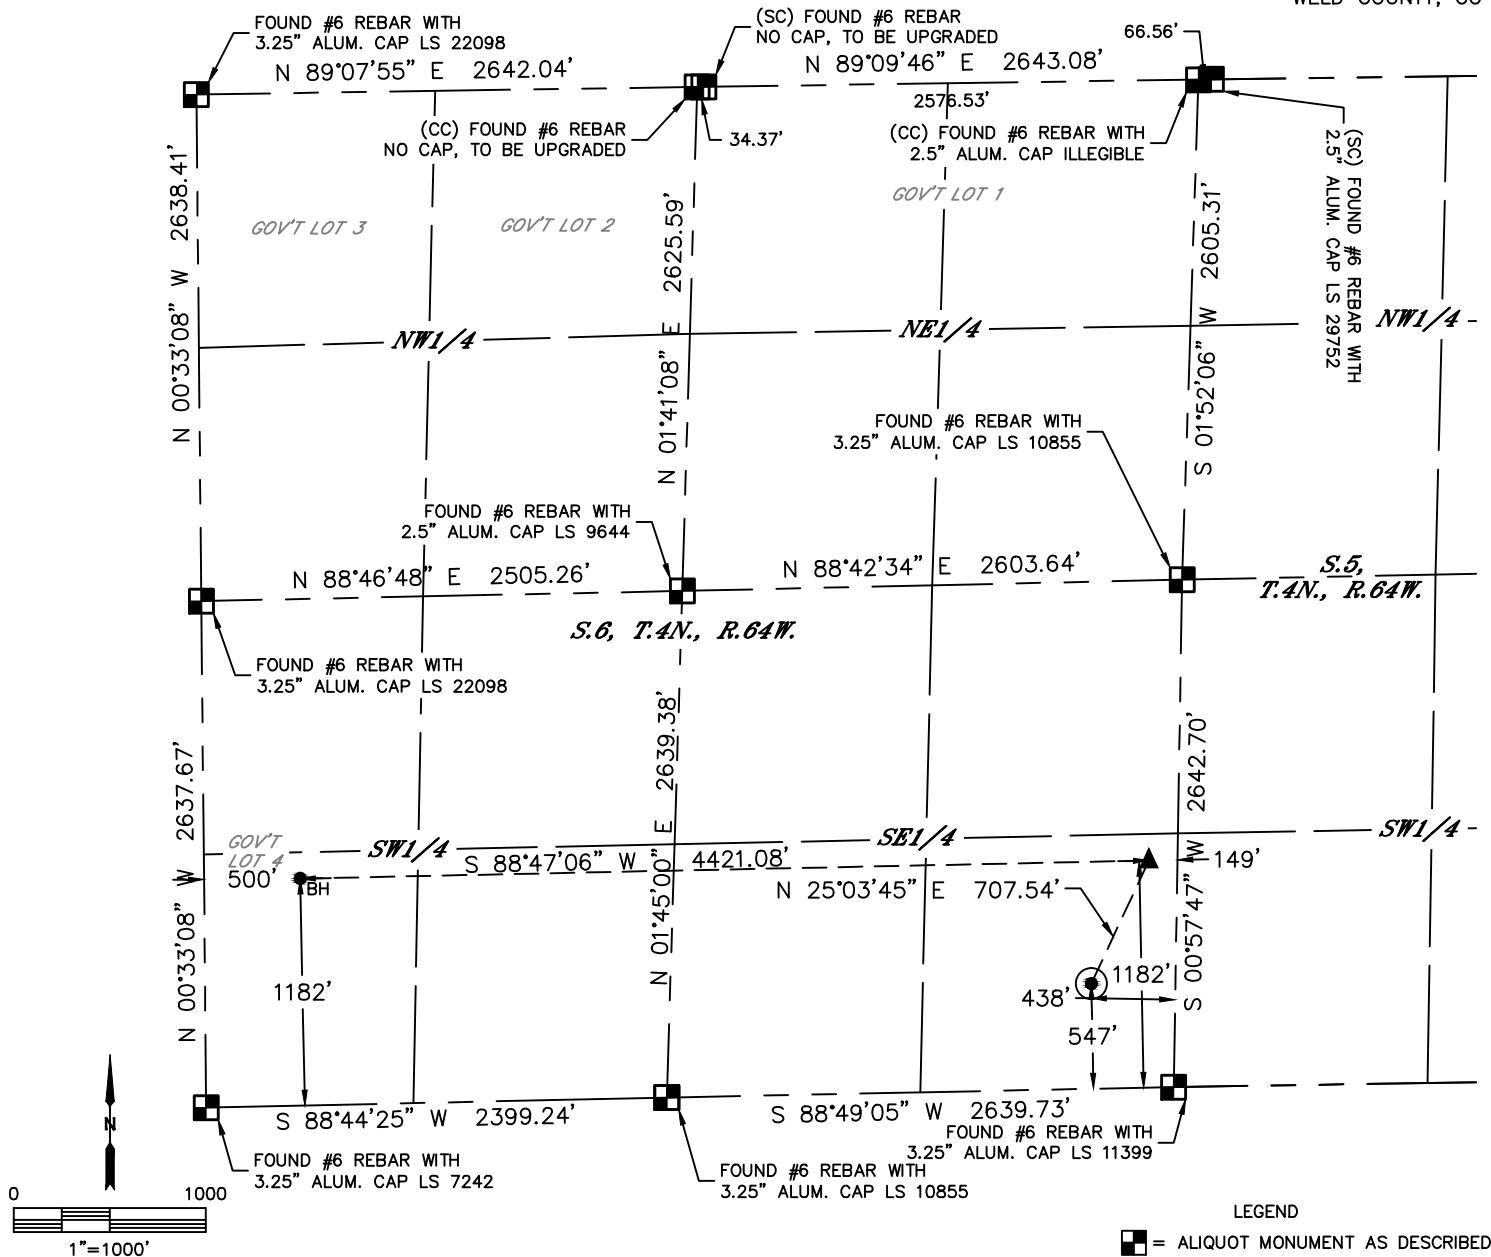 WELD COUNTY, CO
FOUND #6 REBAR WITH
3.25" ALUM. CAP LS 22098
(SC) FOUND #6 REBAR
NO CAP, TO BE UPGRADED
66.56'
N 89°07'55" E 2642.04'
N 89°09'46" E 2643.08'
2576.53'
(CC) FOUND #6 REBAR
NO CAP, TO BE UPGRADED
34.37'
(CC) FOUND #6 REBAR WITH
2.5" ALUM. CAP ILLEGIBLE
(SC) FOUND #6 REBAR WITH
2.5" ALUM. CAP LS 29752
N 00°33'08" W 2638.41'
GOV'T LOT 3
GOV'T LOT 2
GOV'T LOT 1
N 01°41'08" E 2625.59'
S 01°52'06" W 2605.31'
NW1/4
NE1/4
NW1/4
FOUND #6 REBAR WITH
3.25" ALUM. CAP LS 10855
FOUND #6 REBAR WITH
2.5" ALUM. CAP LS 9644
N 88°46'48" E 2505.26'
N 88°42'34" E 2603.64'
S.5,
T.4N., R.64W.
S.6, T.4N., R.64W.
FOUND #6 REBAR WITH
3.25" ALUM. CAP LS 22098
N 00°33'08" W 2637.67'
N 01°45'00" E 2639.38'
S 00°57'47" W 2642.70'
GOV'T
LOT 4
SW1/4
SE1/4
SW1/4
S 88°47'06" W 4421.08'
500'
BH
149'
N 25°03'45" E 707.54'
1182'
1182'
438'
547'
S 88°44'25" W 2399.24'
S 88°49'05" W 2639.73'
FOUND #6 REBAR WITH
3.25" ALUM. CAP LS 11399
N
FOUND #6 REBAR WITH
3.25" ALUM. CAP LS 7242
FOUND #6 REBAR WITH
3.25" ALUM. CAP LS 10855
0 1000
1"=1000'
LEGEND
= ALIQUOT MONUMENT AS DESCRIBED